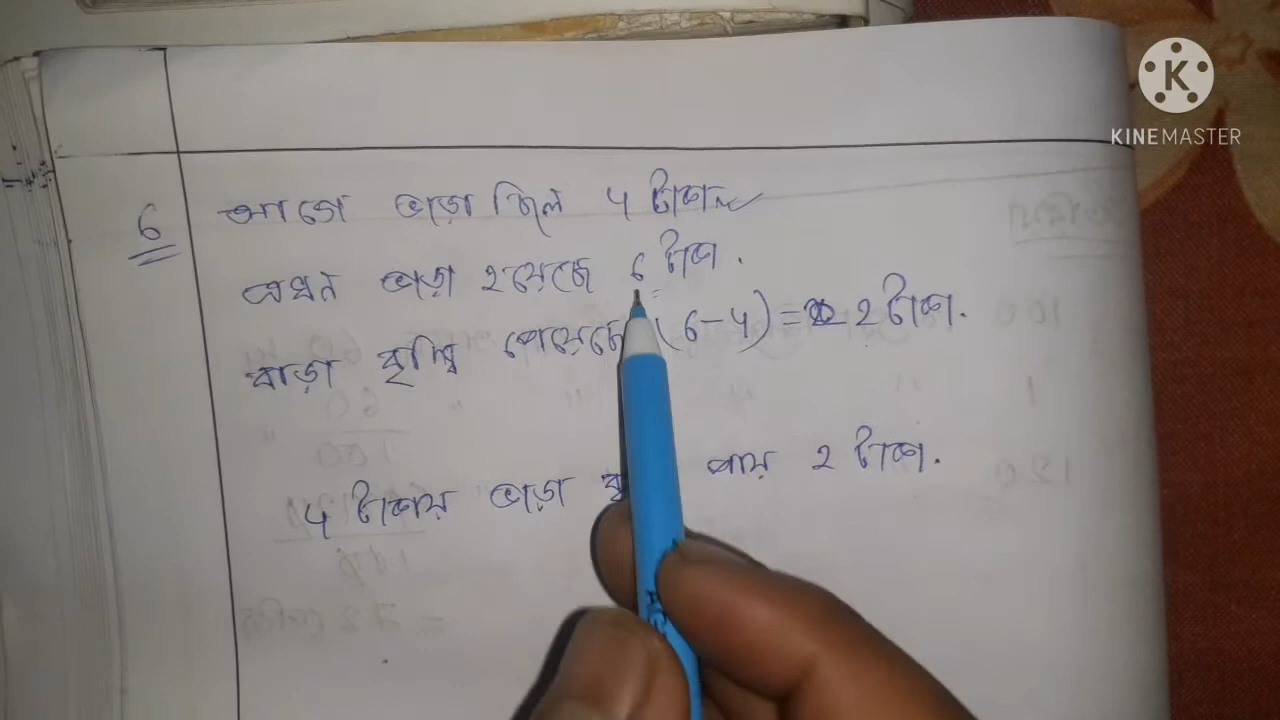 KINEMASTER
6 আগে ভাড়া ছিল 4 টাকা
এখন ভাড়া হয়েছে 6 টাকা.
ভাড়া বৃদ্ধি পেয়েছে (6-4) = 2 টাকা.
4 টাকায় ভাড়া পায় 2 টাকা.